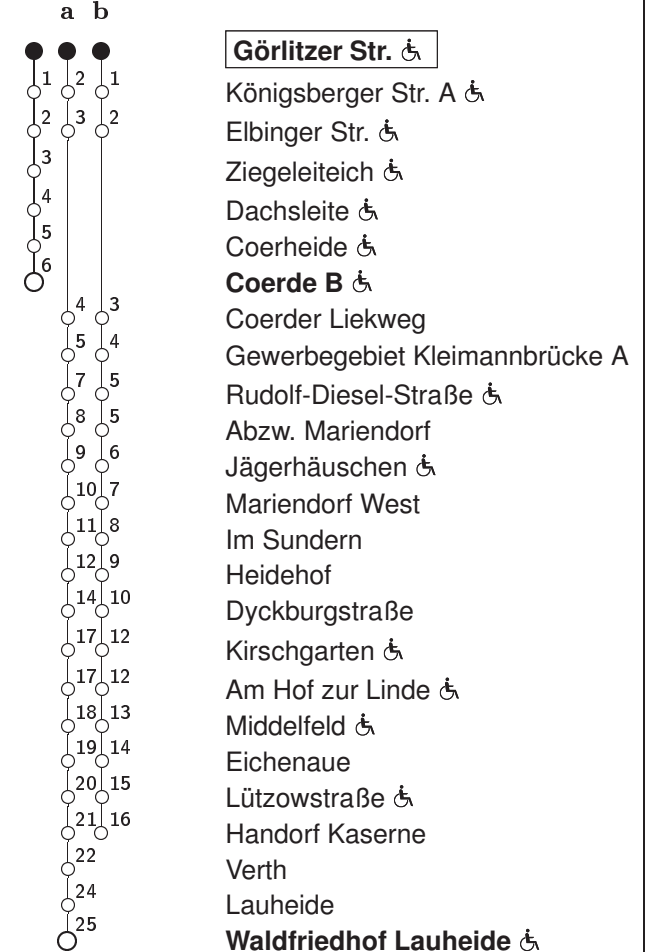 a b
Görlitzer Str.
1 2 1 Königsberger Str. A
2 3 2 Elbinger Str.
3 Ziegeleiteich
4 Dachsleite
5 Coerheide
6 Coerde B
4 3 Coerder Liekweg
5 4 Gewerbegebiet Kleimannbrücke A
7 5 Rudolf-Diesel-Straße
8 5 Abzw. Mariendorf
9 6 Jägerhäuschen
10 7 Mariendorf West
11 8 Im Sundern
12 9 Heidehof
14 10 Dyckburgstraße
17 12 Kirschgarten
17 12 Am Hof zur Linde
18 13 Middelfeld
19 14 Eichenaue
20 15 Lützowstraße
21 16 Handorf Kaserne
22 Verth
24 Lauheide
25 Waldfriedhof Lauheide